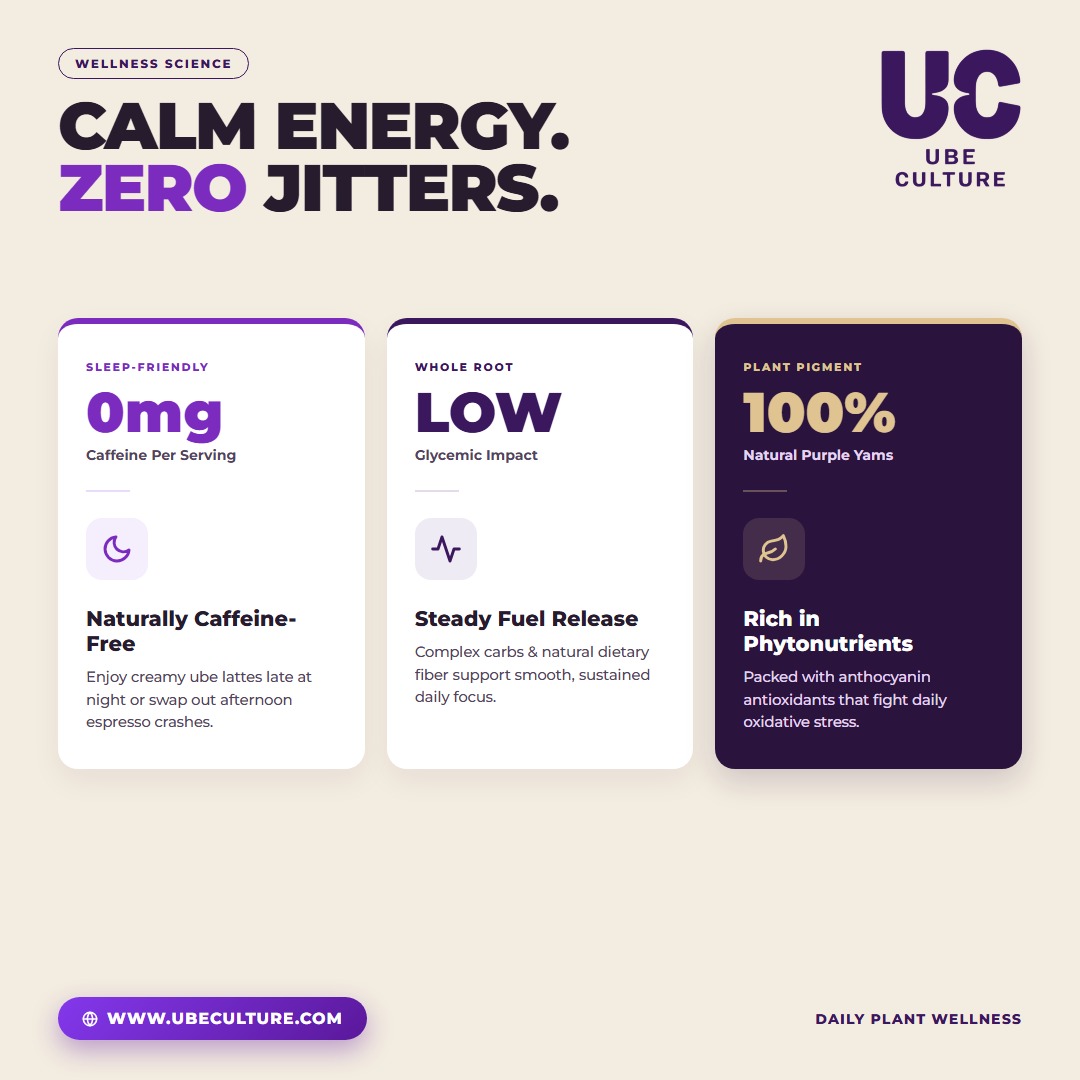 WELLNESS SCIENCE
CALM ENERGY.
ZERO JITTERS.
UC
UBE
CULTURE
SLEEP-FRIENDLY
0mg
Caffeine Per Serving
Naturally Caffeine-
Free
Enjoy creamy ube lattes late at
night or swap out afternoon
espresso crashes.
WHOLE ROOT
LOW
Glycemic Impact
Steady Fuel Release
Complex carbs & natural dietary
fiber support smooth, sustained
daily focus.
PLANT PIGMENT
100%
Natural Purple Yams
Rich in
Phytonutrients
Packed with anthocyanin
antioxidants that fight daily
oxidative stress.
WWW.UBECULTURE.COM
DAILY PLANT WELLNESS